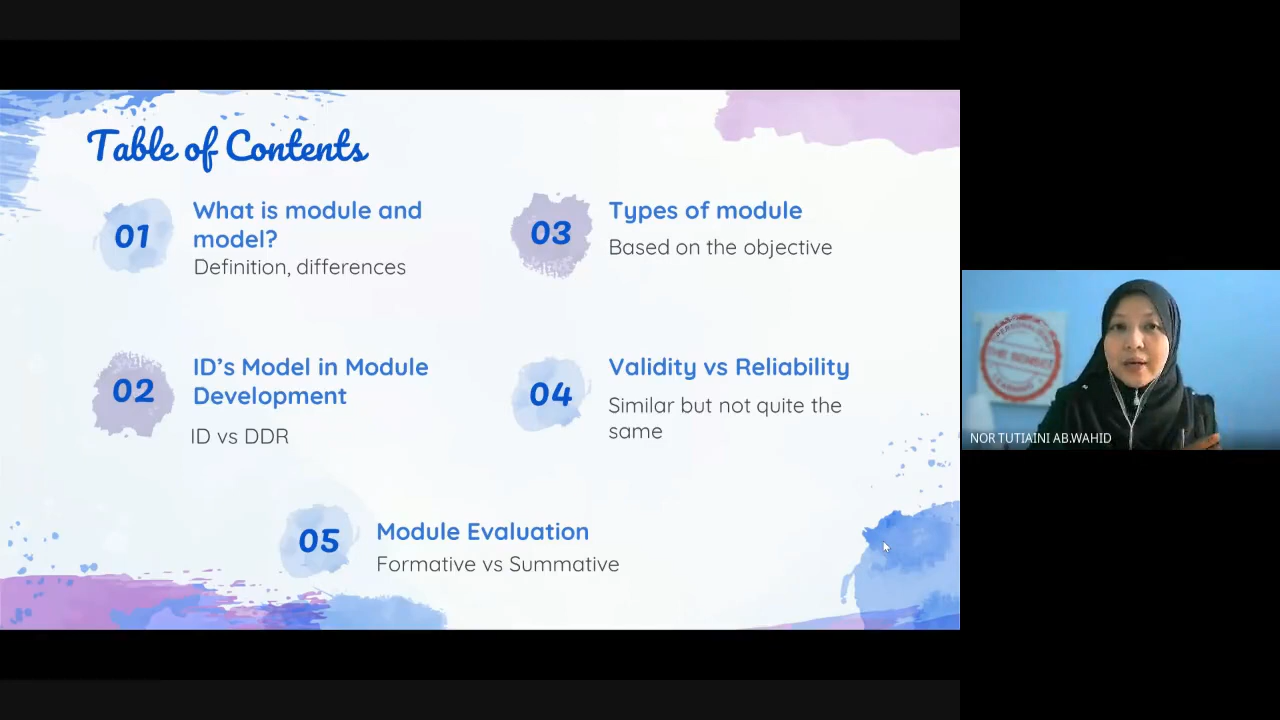 Table of Contents
01
What is module and
model?
Definition, differences
03
Types of module
Based on the objective
02
ID's Model in Module
Development
ID vs DDR
04
Validity vs Reliability
Similar but not quite the
same
05
Module Evaluation
Formative vs Summative
NOR TUTIAINI AB.WAHID